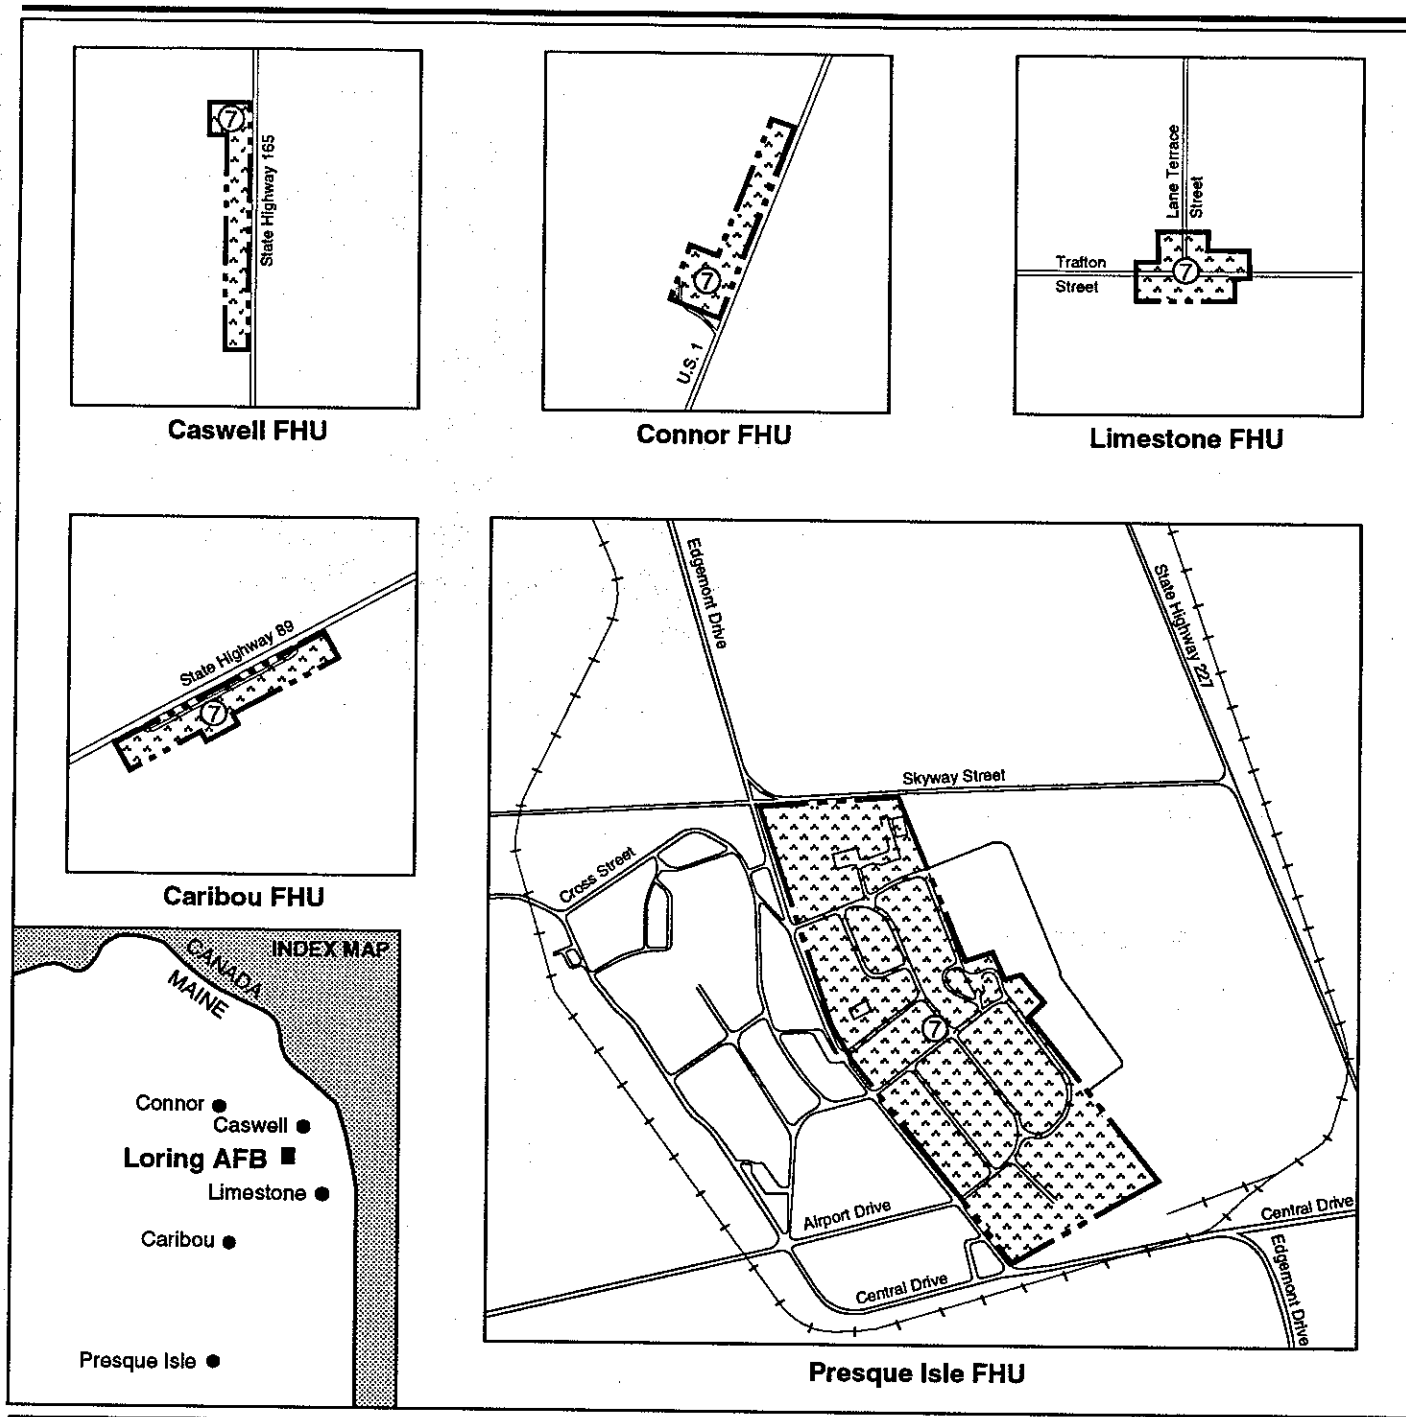 7
State Highway 165
Caswell FHU
7
U.S. 1
Connor FHU
Lane Terrace
Street
Trafton
Street
7
Limestone FHU
State Highway 89
7
Caribou FHU
Edgemont Drive
State Highway 227
Skyway Street
Cross Street
7
Airport Drive
Central Drive
Central Drive
Edgemont Drive
Presque Isle FHU
INDEX MAP
CANADA
MAINE
Connor
Caswell
Loring AFB
Limestone
Caribou
Presque Isle